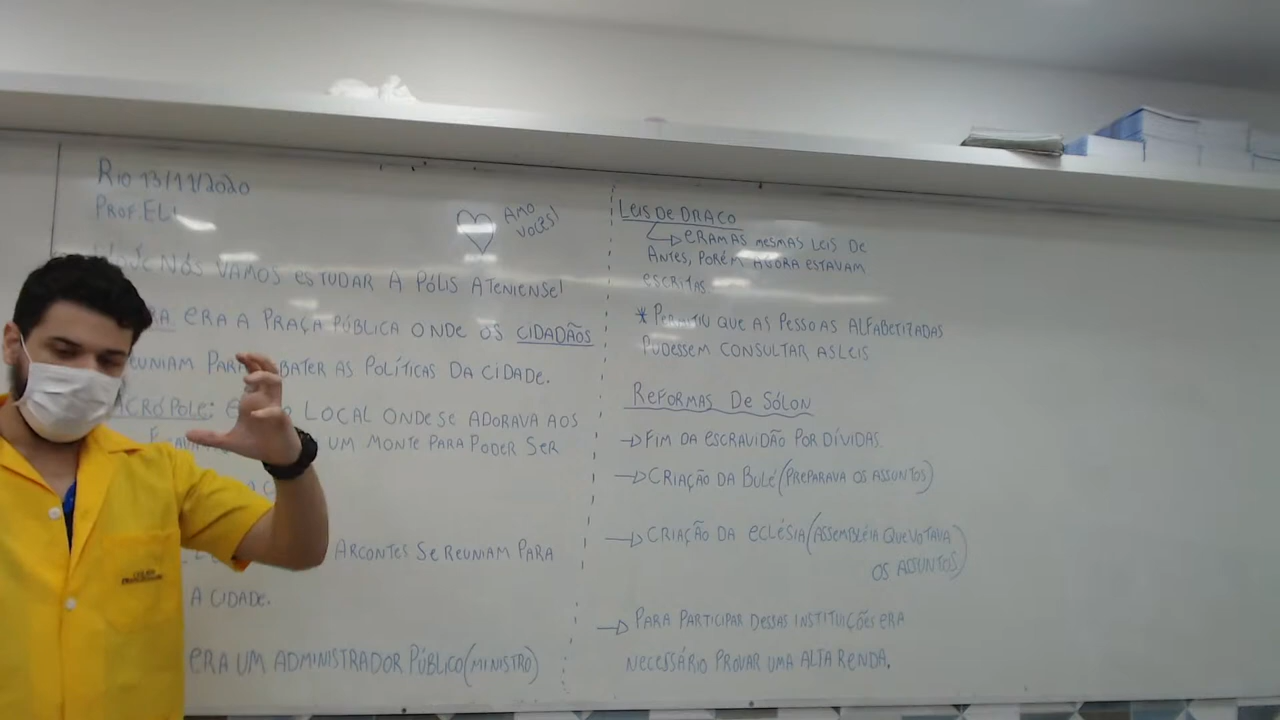 RIO 13/11/2020
PROF: ELI
AMO
VOCÊS!
NÓS VAMOS ESTUDAR A PÓLIS ATENIENSE!
ERA A PRAÇA PÚBLICA ONDE OS CIDADÃOS
PARA BATER AS POLÍTICAS DA CIDADE.
ACRÓPOLE: LOCAL ONDE SE ADORAVA AOS
UM MONTE PARA PODER SER
ARCONTES SE REUNIAM PARA
A CIDADE.
ERA UM ADMINISTRADOR PÚBLICO (MINISTRO)
LEIS DE DRACO
→ ERAM AS MESMAS LEIS DE
ANTES, PORÉM AGORA ESTAVAM
ESCRITAS
* PERMITIU QUE AS PESSOAS ALFABETIZADAS
PUDESSEM CONSULTAR AS LEIS
REFORMAS DE SÓLON
→ FIM DA ESCRAVIDÃO POR DÍVIDAS.
→ CRIAÇÃO DA BULÉ (PREPARAVA OS ASSUNTOS)
→ CRIAÇÃO DA ECLÉSIA (ASSEMBLÉIA QUE VOTAVA
OS ASSUNTOS)
→ PARA PARTICIPAR DESSAS INSTITUIÇÕES ERA
NECESSÁRIO PROVAR UMA ALTA RENDA.